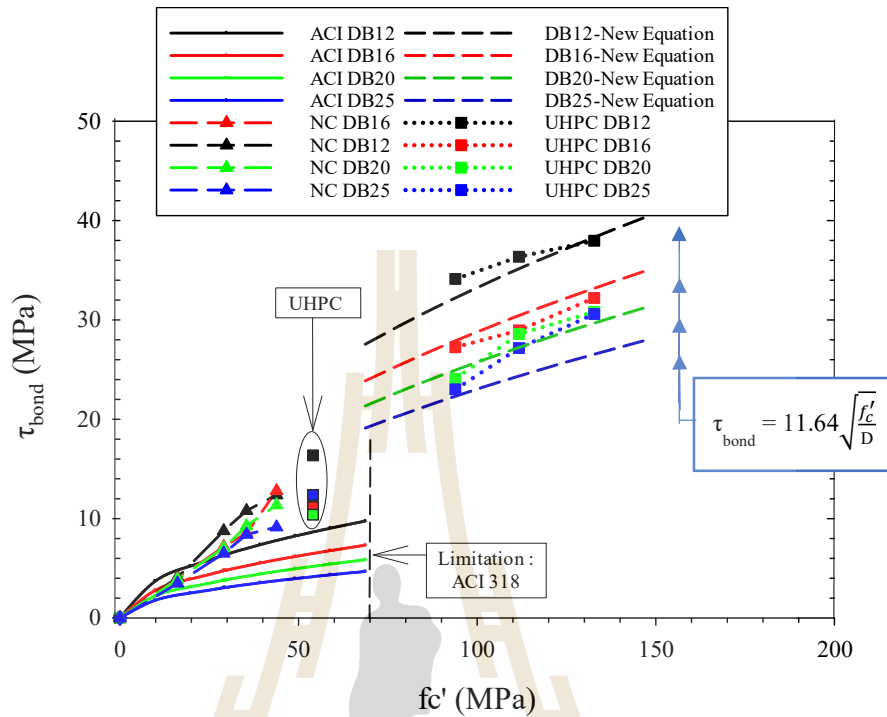 ACI DB12 DB12-New Equation
ACI DB16 DB16-New Equation
ACI DB20 DB20-New Equation
ACI DB25 DB25-New Equation
NC DB16 UHPC DB12
NC DB12 UHPC DB16
NC DB20 UHPC DB20
NC DB25 UHPC DB25
50
40
30
20
10
0
τbond (MPa)
UHPC
τbond = 11.64√(fc′/D)
Limitation :
ACI 318
0 50 100 150 200
fc' (MPa)